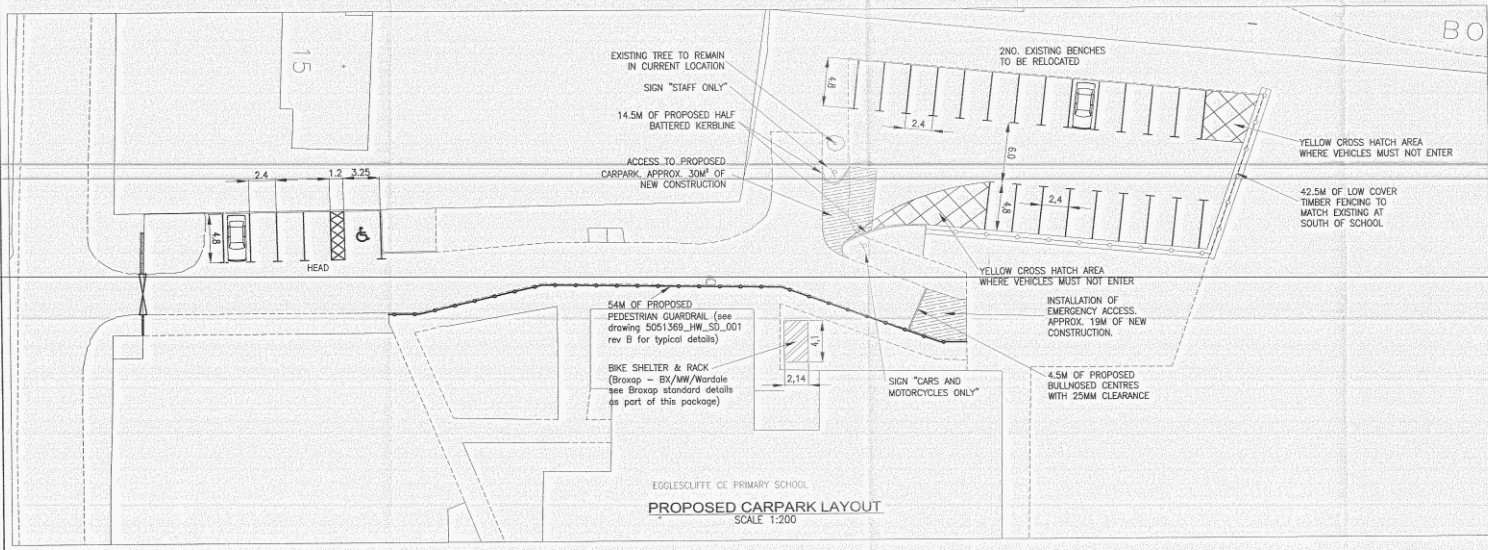 15
BO
EXISTING TREE TO REMAIN
IN CURRENT LOCATION
SIGN "STAFF ONLY"
14.5M OF PROPOSED HALF
BATTERED KERBLINE
ACCESS TO PROPOSED
CARPARK. APPROX. 30M² OF
NEW CONSTRUCTION
2NO. EXISTING BENCHES
TO BE RELOCATED
4.8
2.4
6.0
4.8
2.4
YELLOW CROSS HATCH AREA
WHERE VEHICLES MUST NOT ENTER
42.5M OF LOW COVER
TIMBER FENCING TO
MATCH EXISTING AT
SOUTH OF SCHOOL
2.4
1.2
3.25
4.8
HEAD
YELLOW CROSS HATCH AREA
WHERE VEHICLES MUST NOT ENTER
54M OF PROPOSED
PEDESTRIAN GUARDRAIL (see
drawing 5051369_HW_SD_001
rev B for typical details)
BIKE SHELTER & RACK
(Broxap - BX/MW/Wardale
see Broxap standard details
as part of this package)
4,1
2,14
INSTALLATION OF
EMERGENCY ACCESS.
APPROX. 19M OF NEW
CONSTRUCTION.
SIGN "CARS AND
MOTORCYCLES ONLY"
4.5M OF PROPOSED
BULLNOSED CENTRES
WITH 25MM CLEARANCE
EGGLESCLIFFE CE PRIMARY SCHOOL
PROPOSED CARPARK LAYOUT
SCALE 1:200